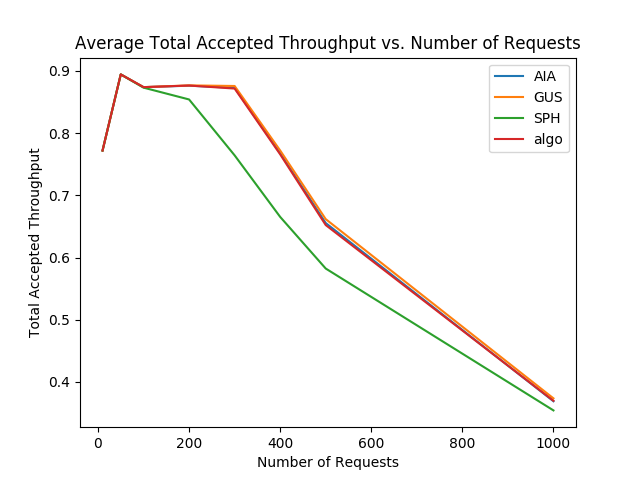 Average Total Accepted Throughput vs. Number of Requests
0.9
0.8
0.7
0.6
0.5
0.4
Total Accepted Throughput
AIA
GUS
SPH
algo
0
200
400
600
800
1000
Number of Requests